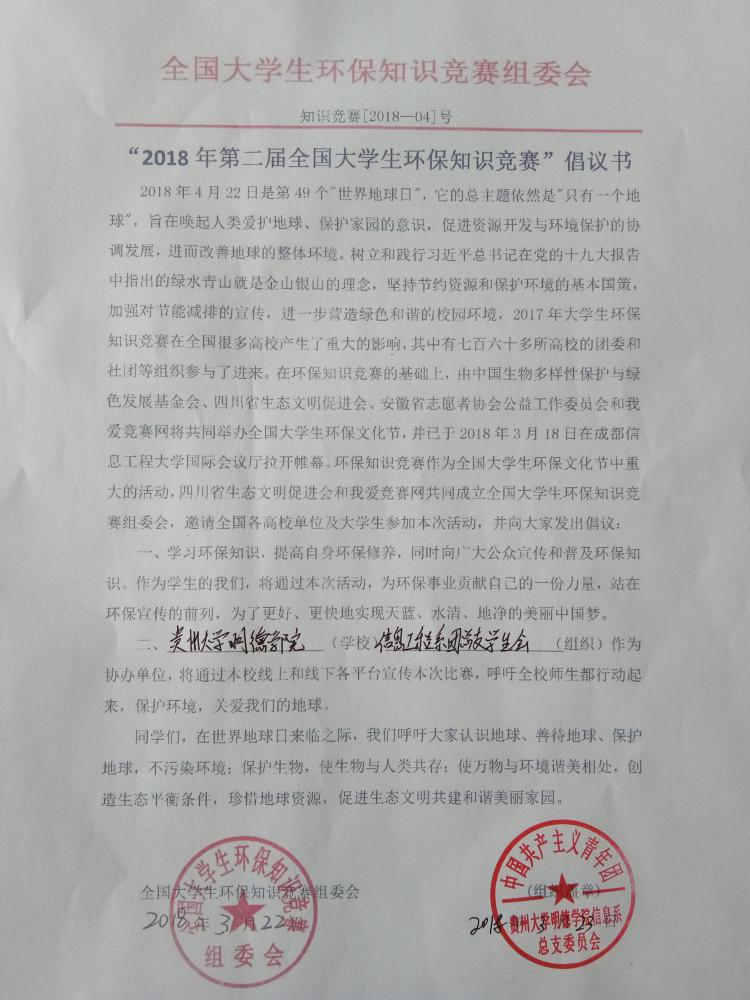 全国大学生环保知识竞赛组委会
知识竞赛[2018—04]号
“2018 年第二届全国大学生环保知识竞赛”倡议书
2018 年 4 月 22 日是第 49 个"世界地球日"，它的总主题依然是"只有一个地
球"，旨在唤起人类爱护地球、保护家园的意识，促进资源开发与环境保护的协
调发展，进而改善地球的整体环境。树立和践行习近平总书记在党的十九大报告
中指出的绿水青山就是金山银山的理念，坚持节约资源和保护环境的基本国策，
加强对节能减排的宣传，进一步营造绿色和谐的校园环境，2017 年大学生环保
知识竞赛在全国很多高校产生了重大的影响，其中有七百六十多所高校的团委和
社团等组织参与了进来。在环保知识竞赛的基础上，由中国生物多样性保护与绿
色发展基金会、四川省生态文明促进会、安徽省志愿者协会公益工作委员会和我
爱竞赛网将共同举办全国大学生环保文化节，并已于 2018 年 3 月 18 日在成都信
息工程大学国际会议厅拉开帷幕。环保知识竞赛作为全国大学生环保文化节中重
大的活动，四川省生态文明促进会和我爱竞赛网共同成立全国大学生环保知识竞
赛组委会，邀请全国各高校单位及大学生参加本次活动，并向大家发出倡议：
一、学习环保知识，提高自身环保修养，同时向广大公众宣传和普及环保知
识。作为学生的我们，将通过本次活动，为环保事业贡献自己的一份力量，站在
环保宣传的前列，为了更好、更快地实现天蓝、水清、地净的美丽中国梦。
二、贵州大学明德学院（学校）信息工程系团总支学生会（组织）作为
协办单位，将通过本校线上和线下各平台宣传本次比赛，呼吁全校师生都行动起
来，保护环境，关爱我们的地球。
同学们，在世界地球日来临之际，我们呼吁大家认识地球、善待地球、保护
地球，不污染环境；保护生物，使生物与人类共存；使万物与环境谐美相处，创
造生态平衡条件，珍惜地球资源，促进生态文明共建和谐美丽家园。
全国大学生环保知识竞赛组委会
2018 年 3 月 22 日
全国大学生环保知识竞赛
组委会
（组织盖章）
2018 年 3 月 23 日
中国共产主义青年团
贵州大学明德学院信息系
总支委员会